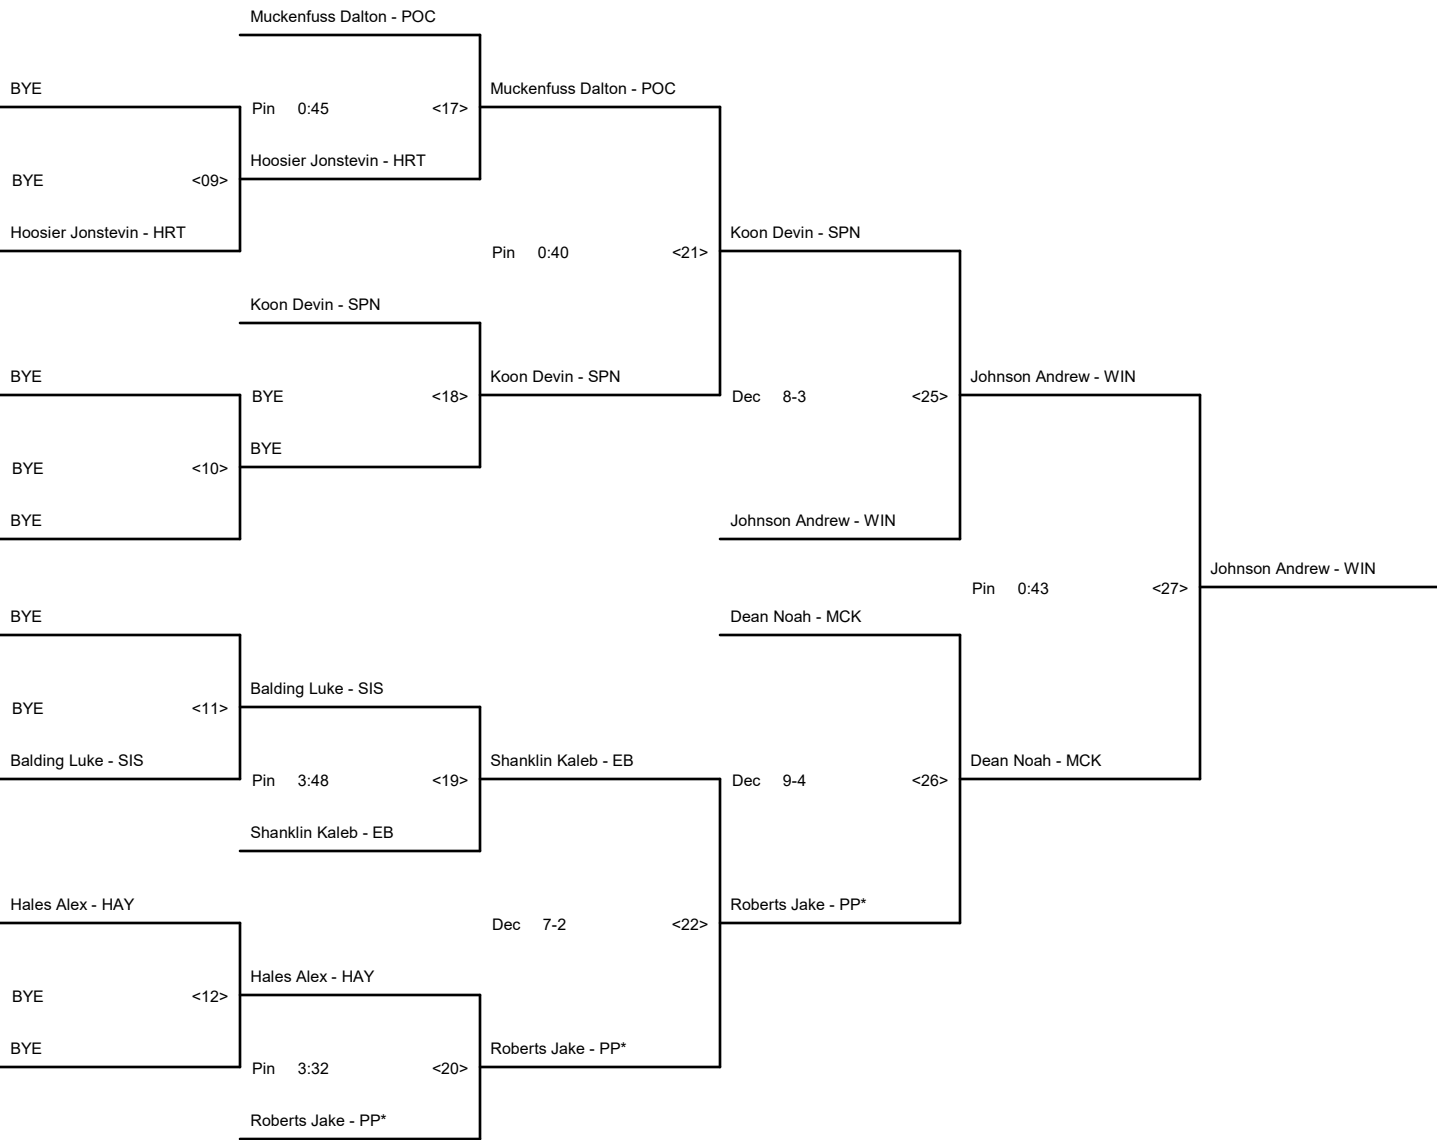 Muckenfuss Dalton - POC
BYE
Pin 0:45 <17>
Muckenfuss Dalton - POC
Hoosier Jonstevin - HRT
BYE <09>
Hoosier Jonstevin - HRT
Pin 0:40 <21>
Koon Devin - SPN
Koon Devin - SPN
BYE
BYE <18>
Koon Devin - SPN
Dec 8-3 <25>
Johnson Andrew - WIN
BYE
BYE <10>
BYE
Johnson Andrew - WIN
Pin 0:43 <27>
Johnson Andrew - WIN
BYE
Dean Noah - MCK
Balding Luke - SIS
BYE <11>
Balding Luke - SIS
Pin 3:48 <19>
Shanklin Kaleb - EB
Dec 9-4 <26>
Dean Noah - MCK
Shanklin Kaleb - EB
Hales Alex - HAY
Dec 7-2 <22>
Roberts Jake - PP*
Hales Alex - HAY
BYE <12>
BYE
Pin 3:32 <20>
Roberts Jake - PP*
Roberts Jake - PP*